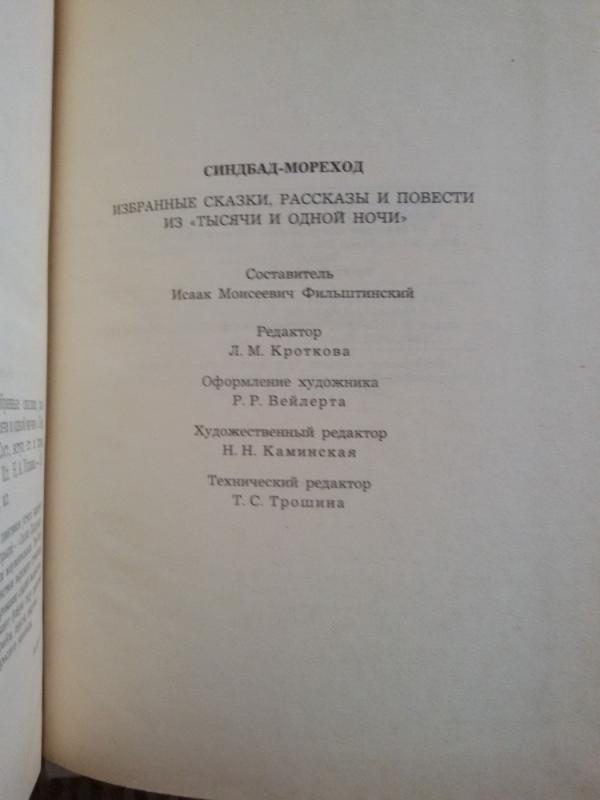 СИНДБАД-МОРЕХОД
ИЗБРАННЫЕ СКАЗКИ, РАССКАЗЫ И ПОВЕСТИ
ИЗ «ТЫСЯЧИ И ОДНОЙ НОЧИ»
Составитель
Исаак Моисеевич Фильштинский
Редактор
Л. М. Кроткова
Оформление художника
Р. Р. Вейлерта
Художественный редактор
Н. Н. Каминская
Технический редактор
Т. С. Трошина